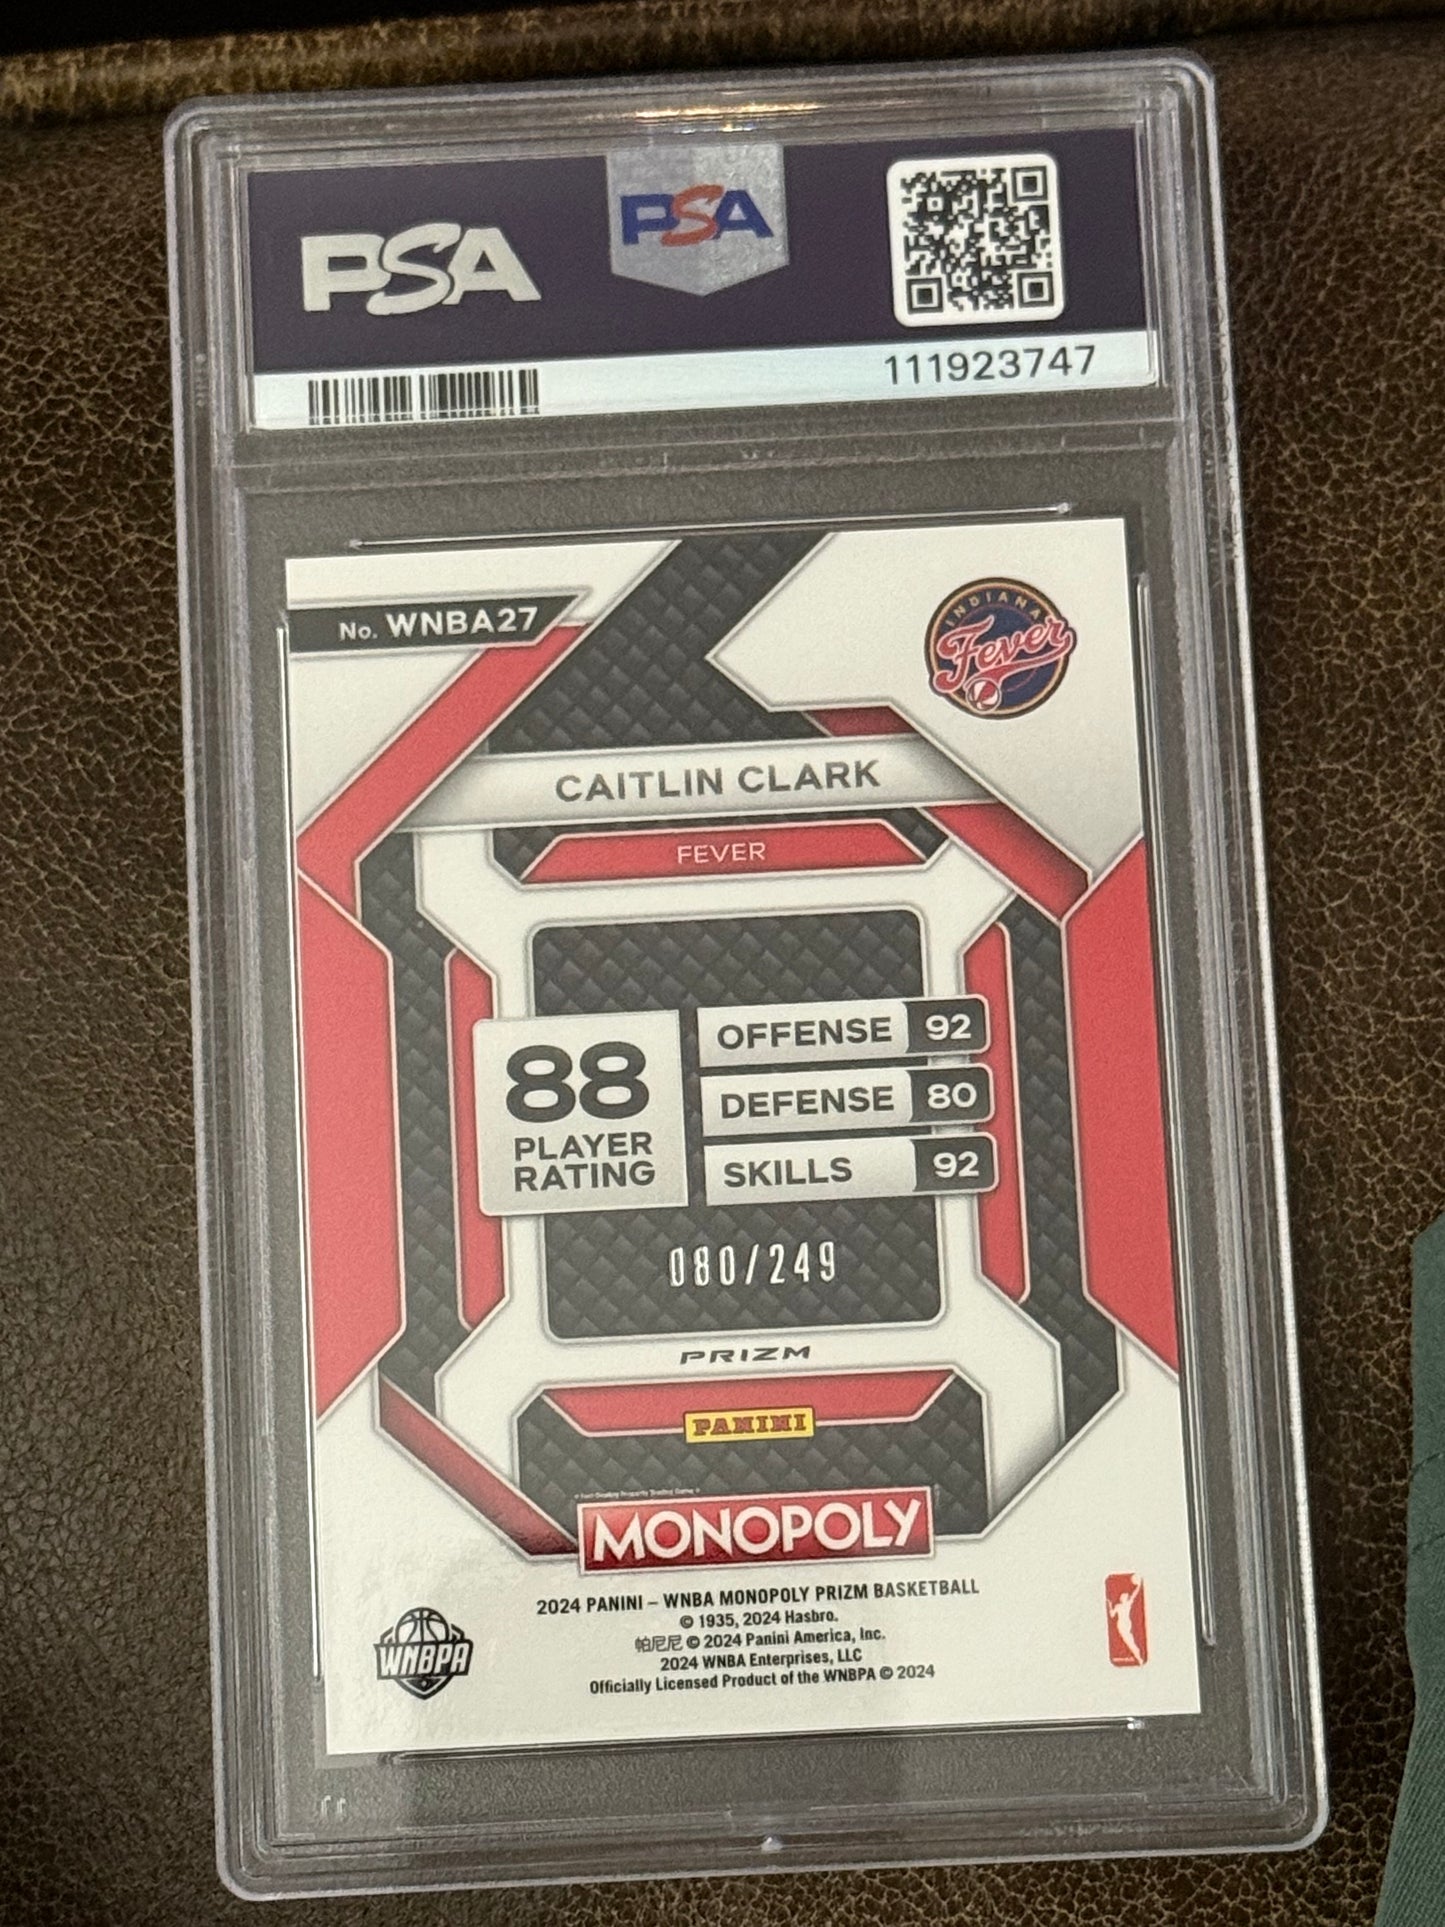 PSA
PSA
111923747
No. WNBA27
INDIANA
Fever
CAITLIN CLARK
FEVER
88
PLAYER
RATING
OFFENSE 92
DEFENSE 80
SKILLS 92
080/249
PRIZM
PANINI
MONOPOLY
2024 PANINI – WNBA MONOPOLY PRIZM BASKETBALL
© 1935, 2024 Hasbro.
帕尼尼 © 2024 Panini America, Inc.
2024 WNBA Enterprises, LLC
Officially Licensed Product of the WNBPA © 2024
WNBPA